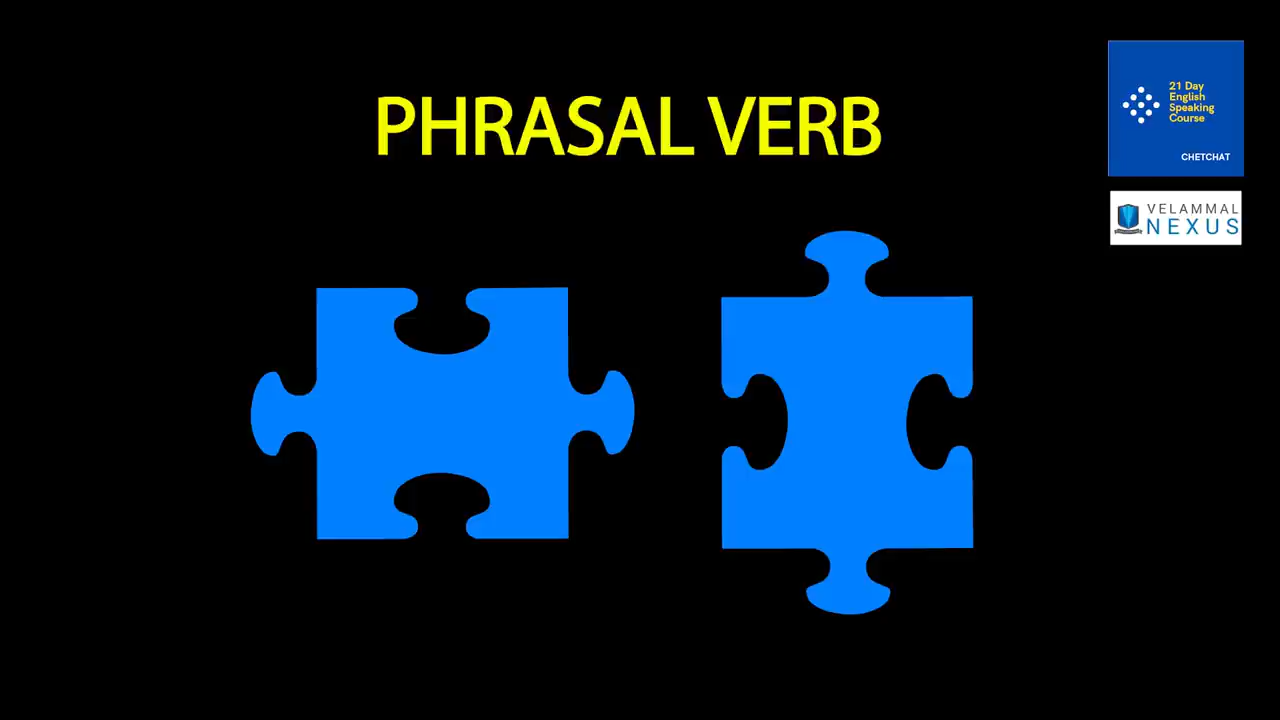 PHRASAL VERB
21 Day
English
Speaking
Course
CHETCHAT
VELAMMAL
NEXUS